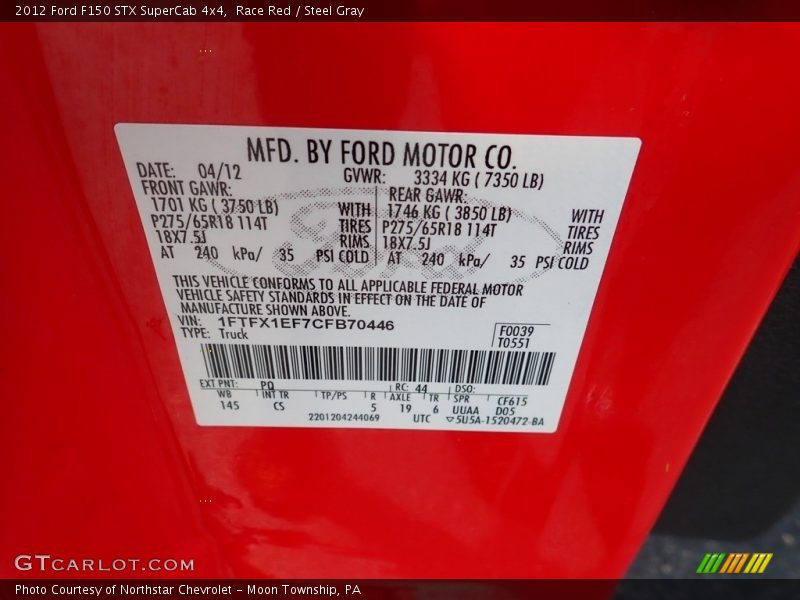 2012 Ford F150 STX SuperCab 4x4,  Race Red / Steel Gray
MFD. BY FORD MOTOR CO.
DATE: 04/12 GVWR: 3334 KG ( 7350 LB)
FRONT GAWR: REAR GAWR:
1701 KG ( 3750 LB) WITH 1746 KG ( 3850 LB) WITH
P275/65R18 114T TIRES P275/65R18 114T TIRES
18X7.5J RIMS 18X7.5J RIMS
AT 240 kPa/ 35 PSI COLD AT 240 kPa/ 35 PSI COLD
THIS VEHICLE CONFORMS TO ALL APPLICABLE FEDERAL MOTOR
VEHICLE SAFETY STANDARDS IN EFFECT ON THE DATE OF
MANUFACTURE SHOWN ABOVE.
VIN: 1FTFX1EF7CFB70446 F0039
TYPE: Truck T0551
EXT PNT: PQ RC: 44 DSO:
WB INT TR TP/PS R AXLE TR SPR CF615
145 CS 5 19 6 UUAA D05
2201204244069 UTC ▽5U5A-1520472-BA
Ford
GTCARLOT.COM
Photo Courtesy of Northstar Chevrolet - Moon Township, PA